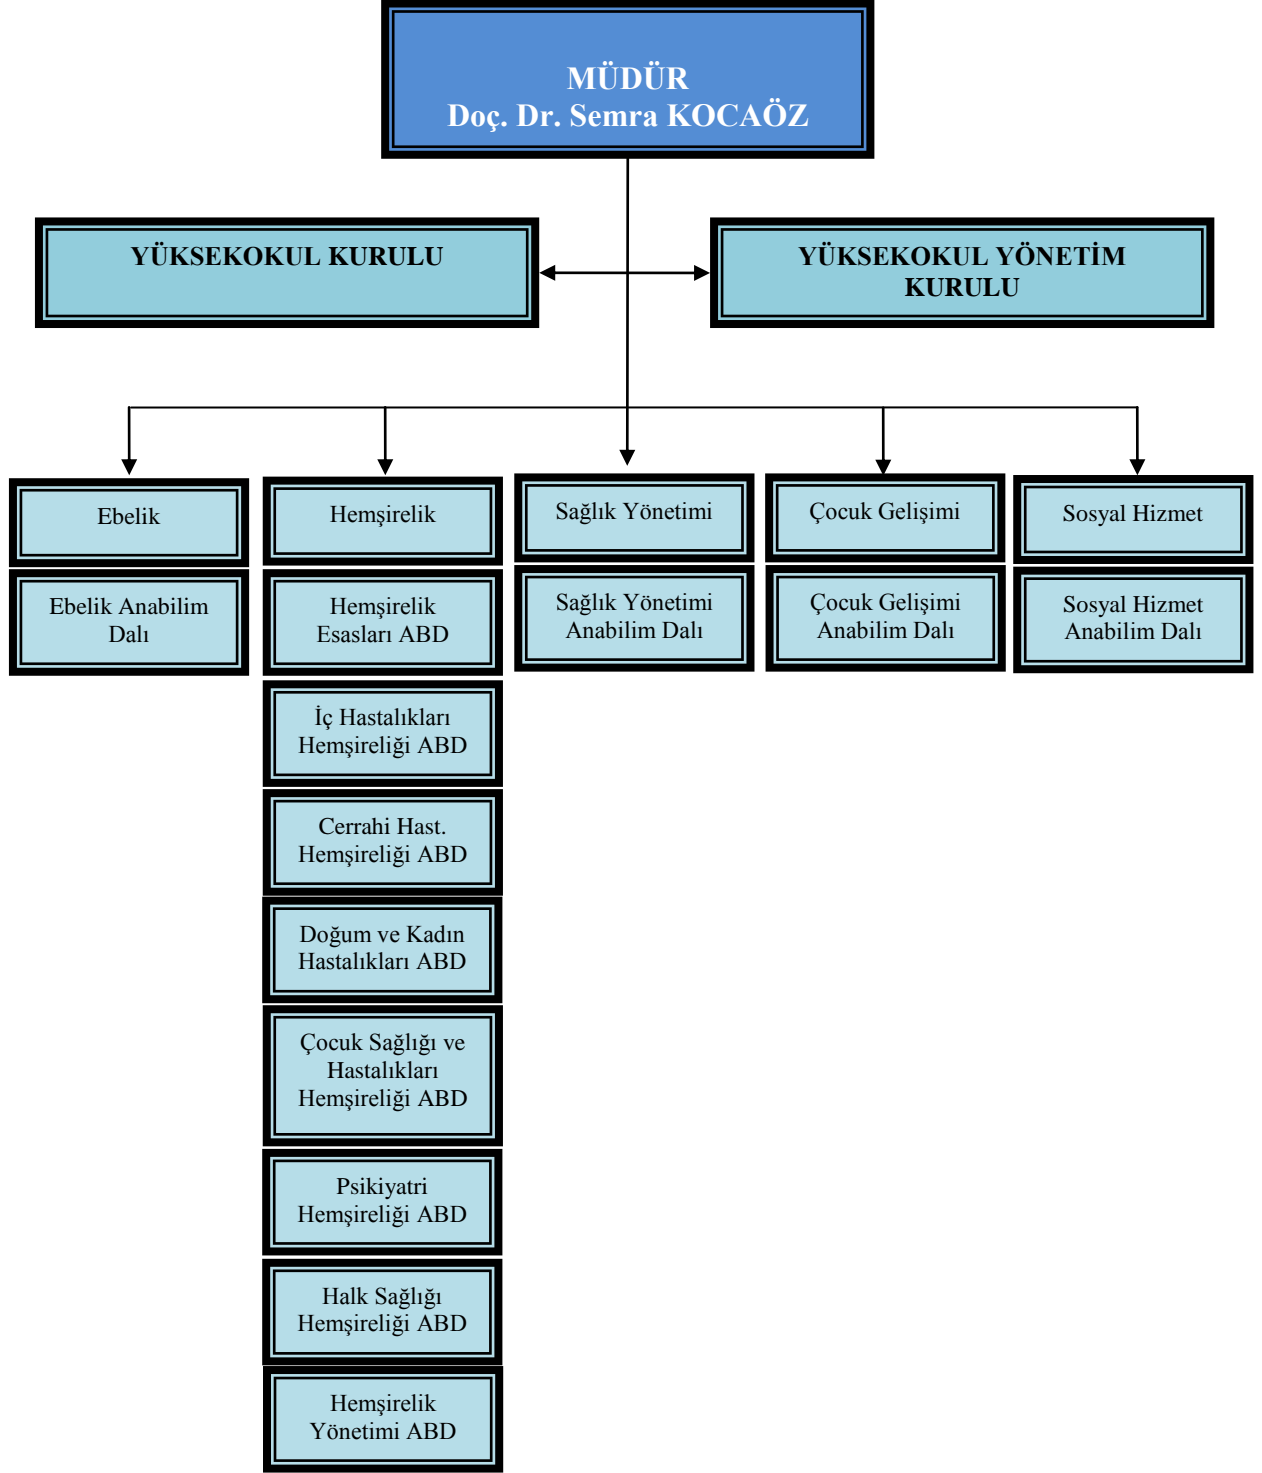 MÜDÜR
Doç. Dr. Semra KOCAÖZ
YÜKSEKOKUL KURULU
YÜKSEKOKUL YÖNETİM
KURULU
Ebelik
Hemşirelik
Sağlık Yönetimi
Çocuk Gelişimi
Sosyal Hizmet
Ebelik Anabilim
Dalı
Hemşirelik
Esasları ABD
Sağlık Yönetimi
Anabilim Dalı
Çocuk Gelişimi
Anabilim Dalı
Sosyal Hizmet
Anabilim Dalı
İç Hastalıkları
Hemşireliği ABD
Cerrahi Hast.
Hemşireliği ABD
Doğum ve Kadın
Hastalıkları ABD
Çocuk Sağlığı ve
Hastalıkları
Hemşireliği ABD
Psikiyatri
Hemşireliği ABD
Halk Sağlığı
Hemşireliği ABD
Hemşirelik
Yönetimi ABD